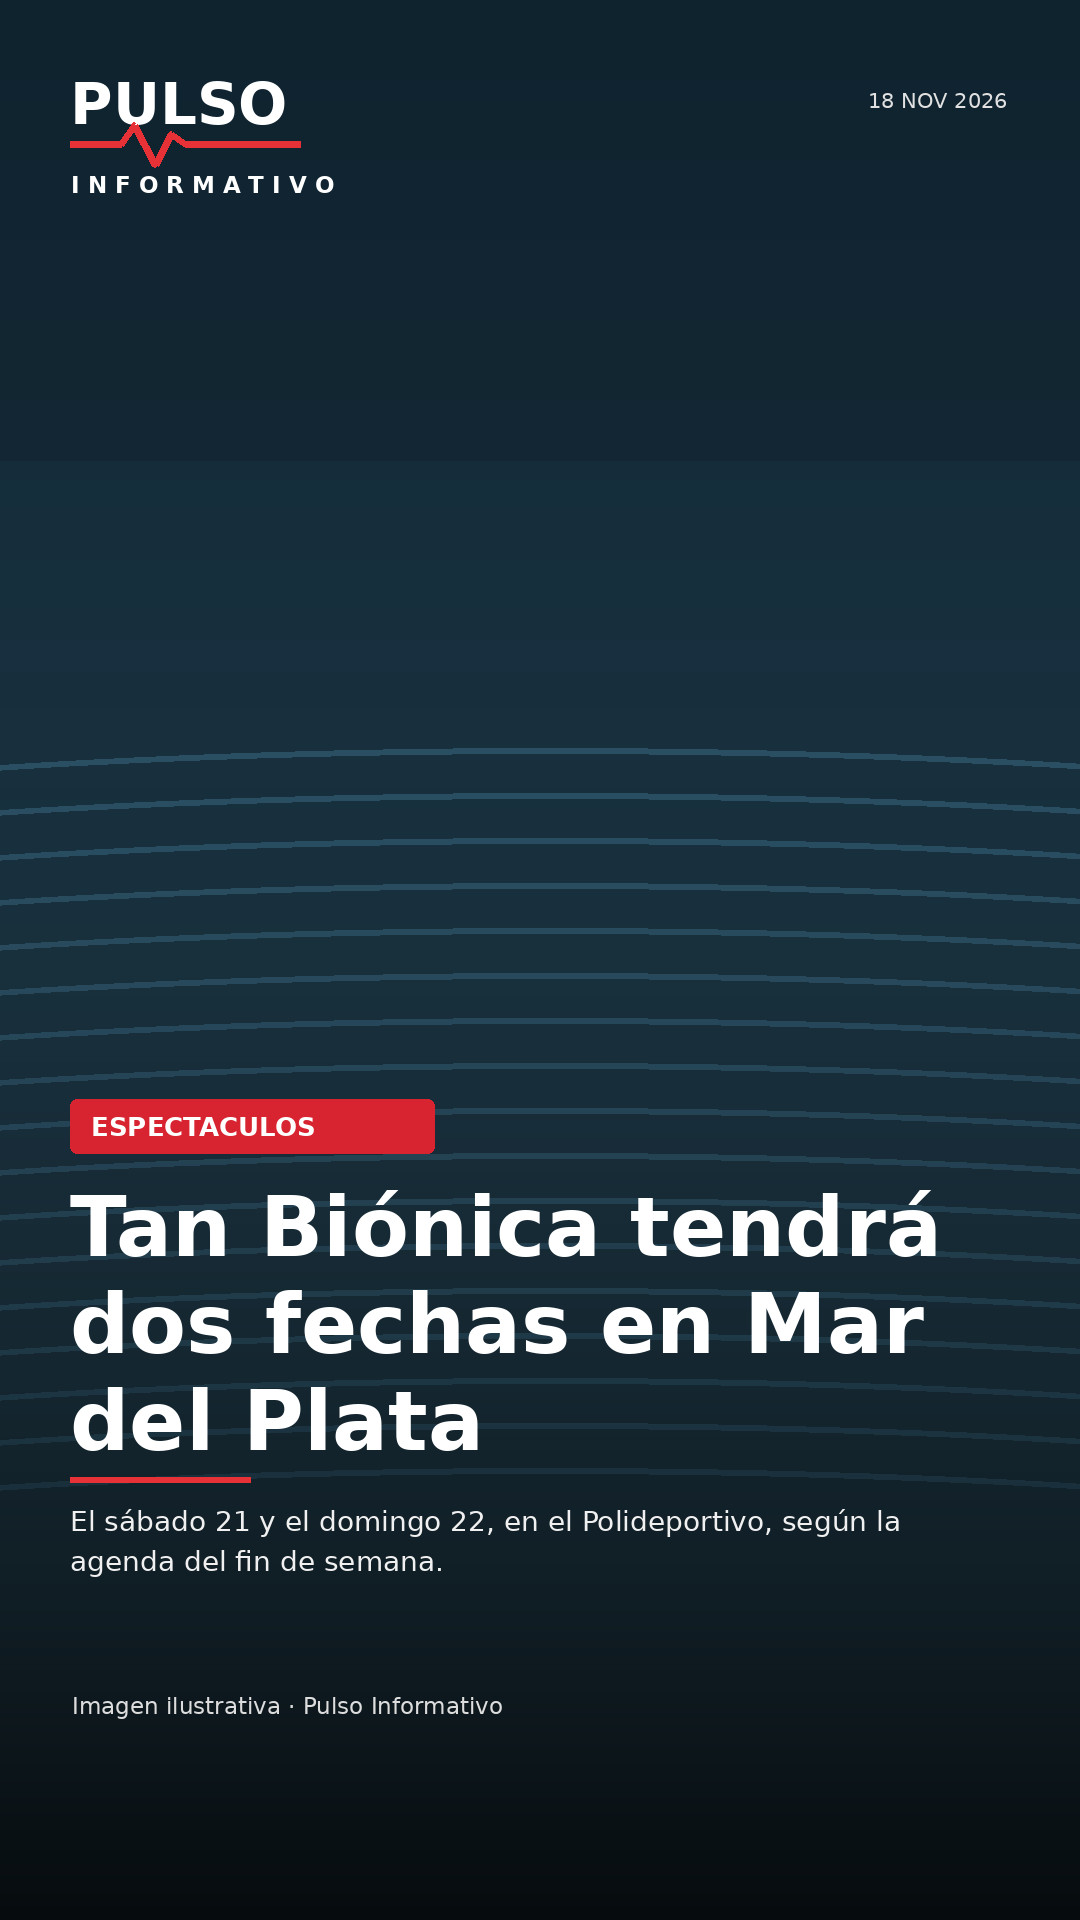 PULSO
INFORMATIVO
18 NOV 2026
ESPECTACULOS
Tan Biónica tendrá
dos fechas en Mar
del Plata
El sábado 21 y el domingo 22, en el Polideportivo, según la
agenda del fin de semana.
Imagen ilustrativa · Pulso Informativo